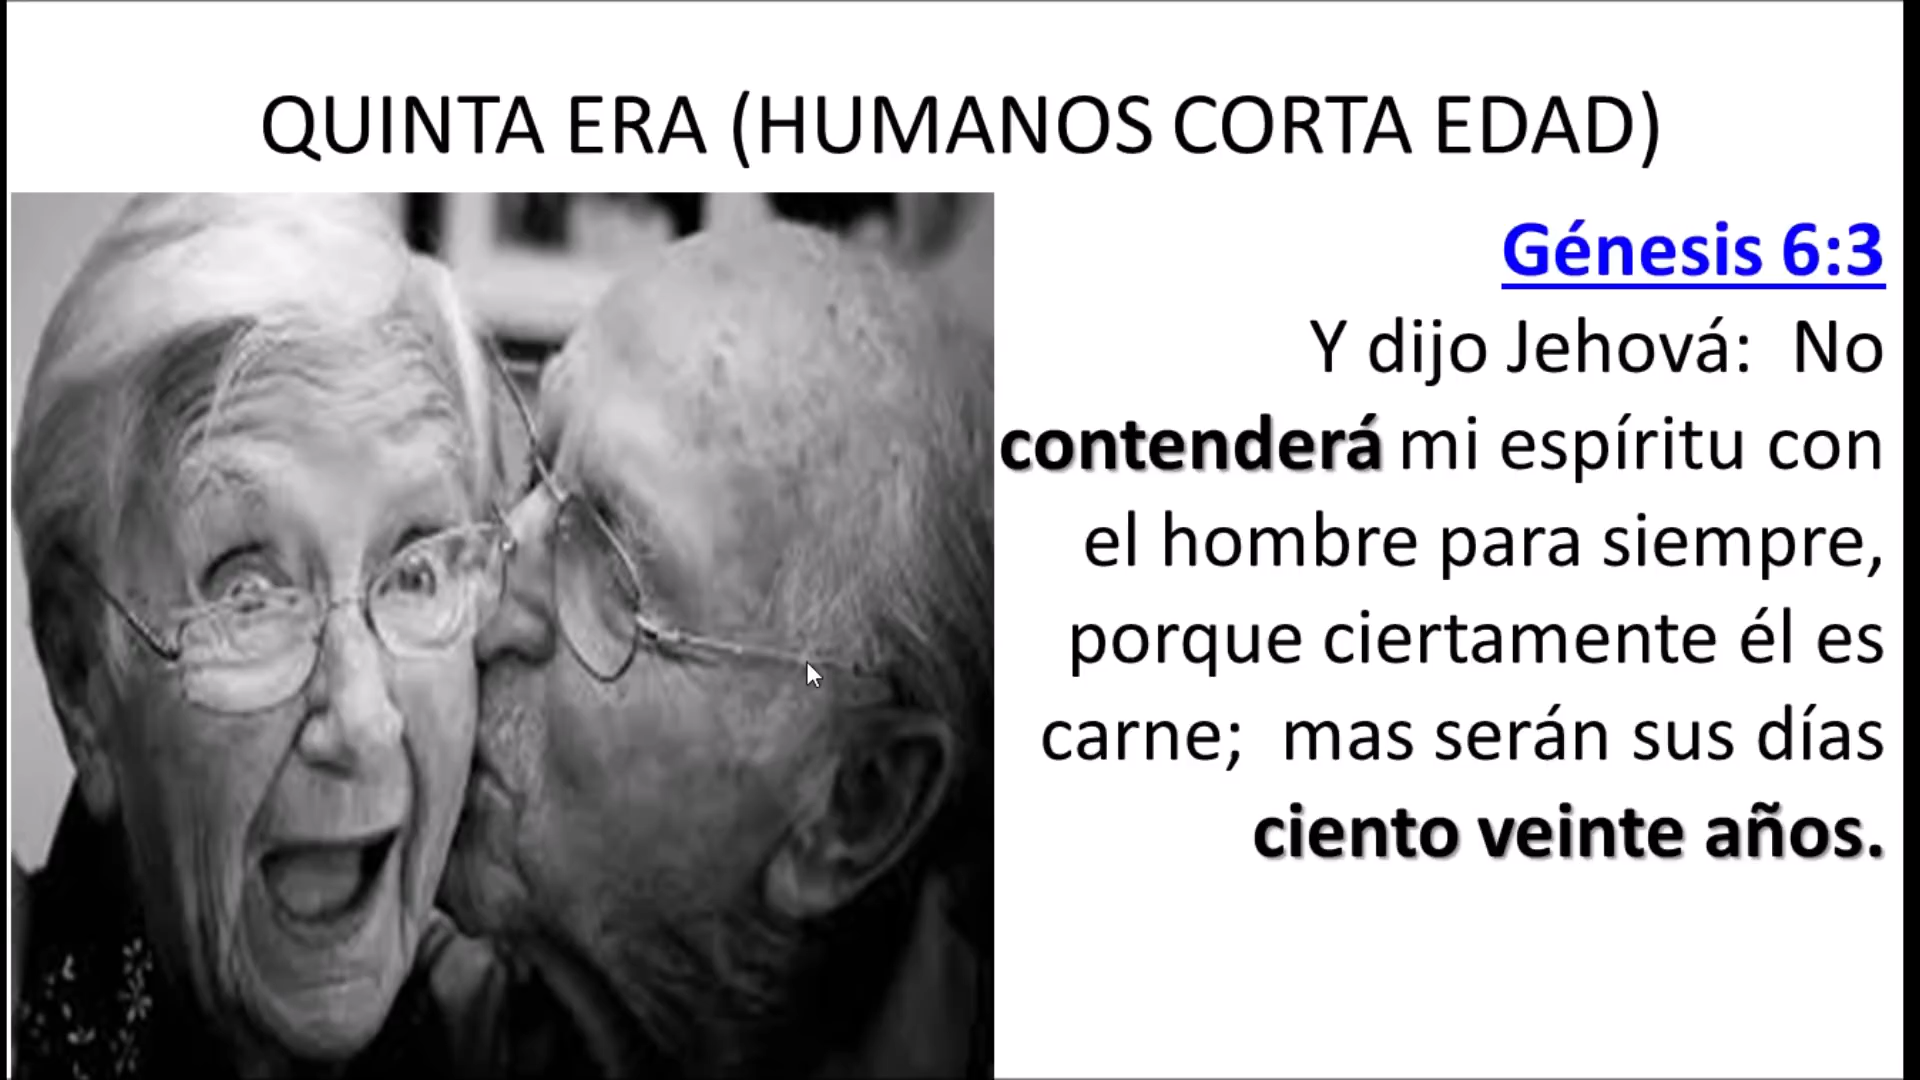 QUINTA ERA (HUMANOS CORTA EDAD)
Génesis 6:3
Y dijo Jehová: No
contenderá mi espíritu con
el hombre para siempre,
porque ciertamente él es
carne; mas serán sus días
ciento veinte años.